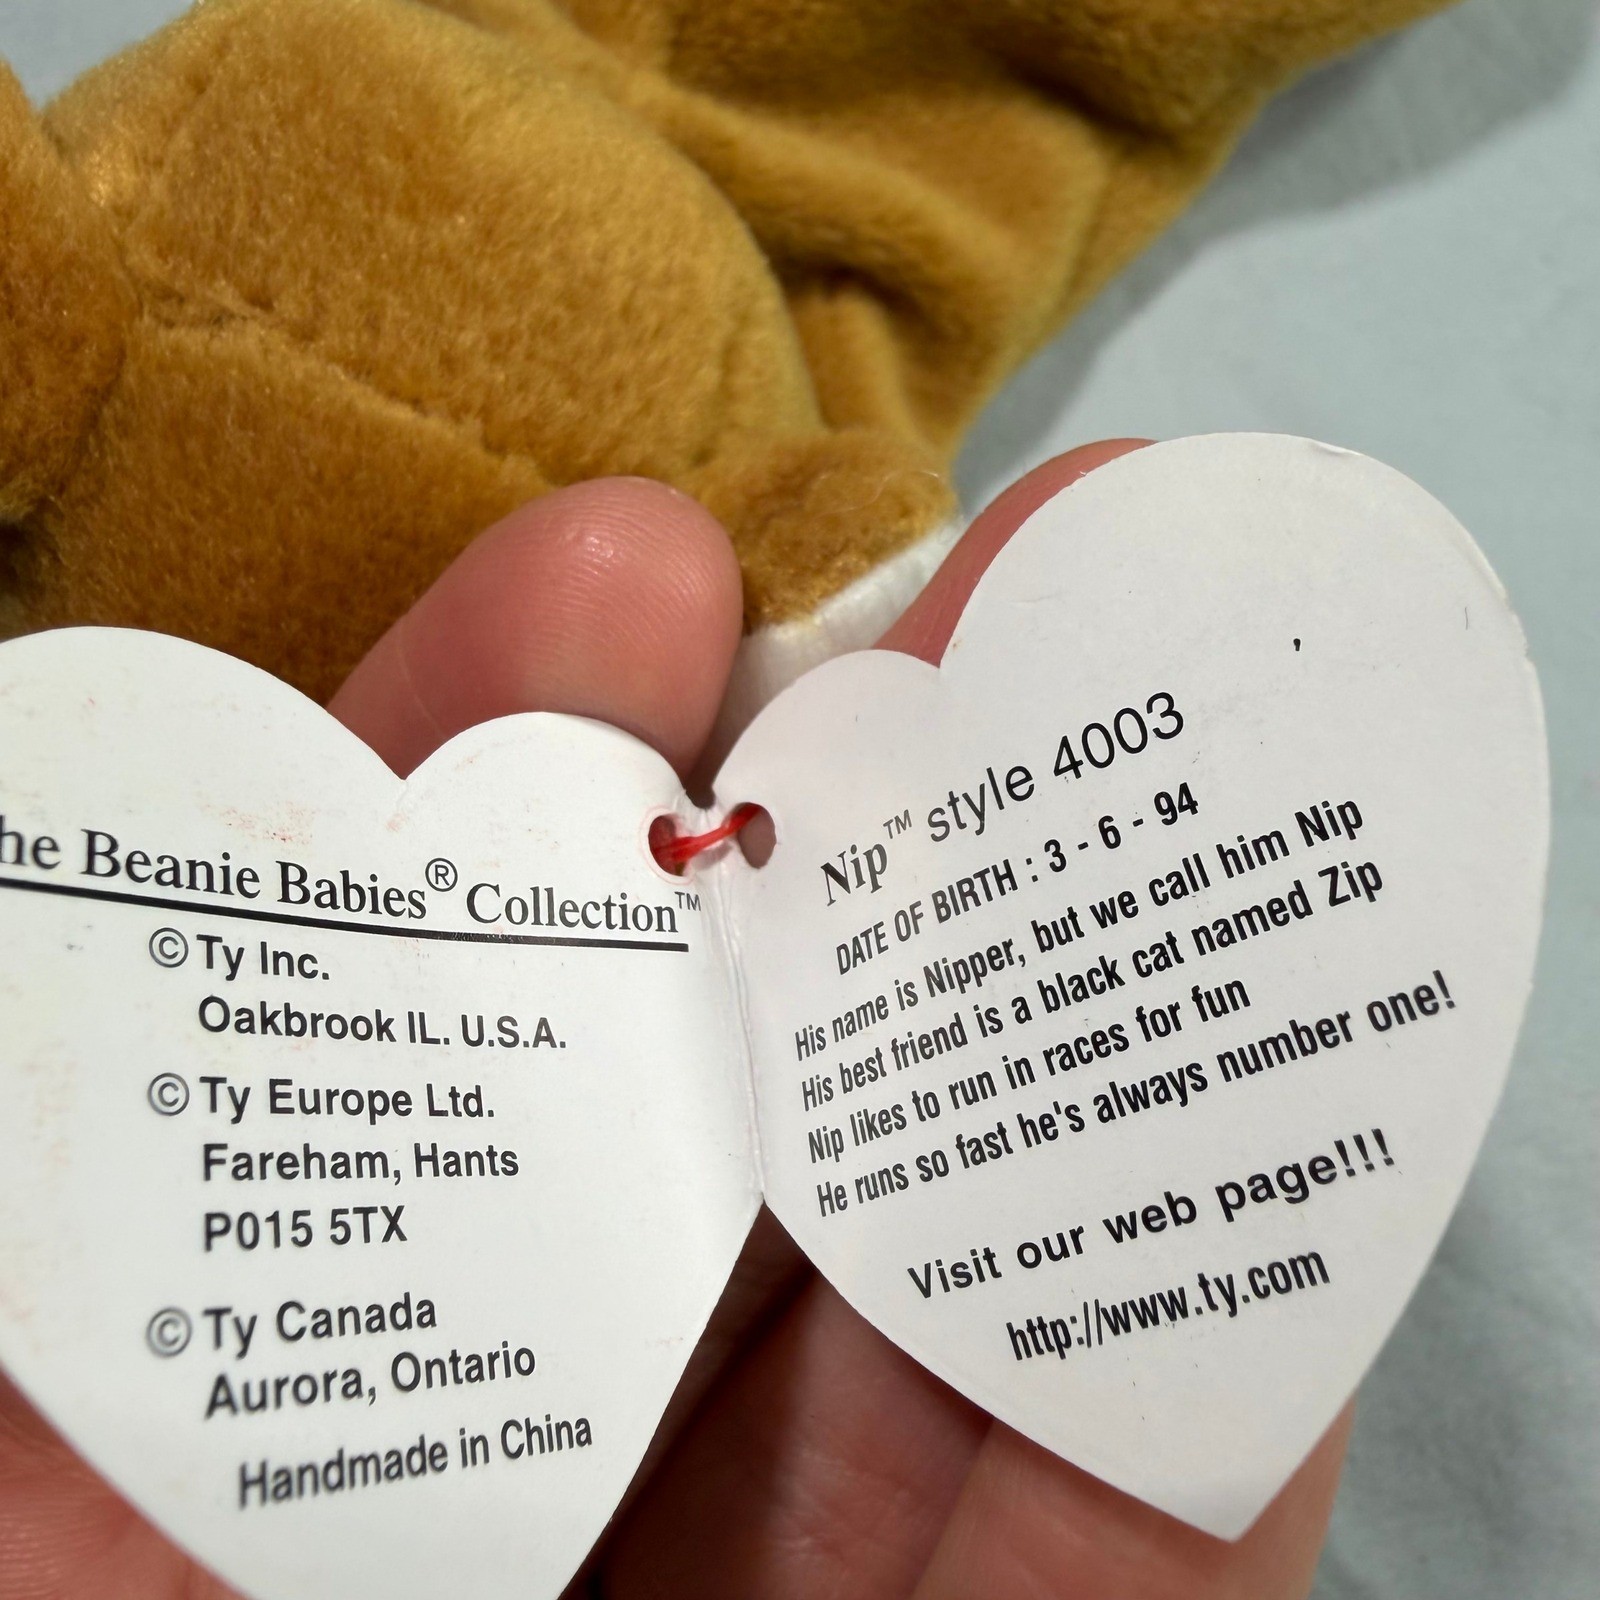 he Beanie Babies® Collection™
© Ty Inc.
Oakbrook IL. U.S.A.
© Ty Europe Ltd.
Fareham, Hants
P015 5TX
© Ty Canada
Aurora, Ontario
Handmade in China
Nip™ style 4003
DATE OF BIRTH : 3 - 6 - 94
His name is Nipper, but we call him Nip
His best friend is a black cat named Zip
Nip likes to run in races for fun
He runs so fast he's always number one!
Visit our web page!!!
http://www.ty.com